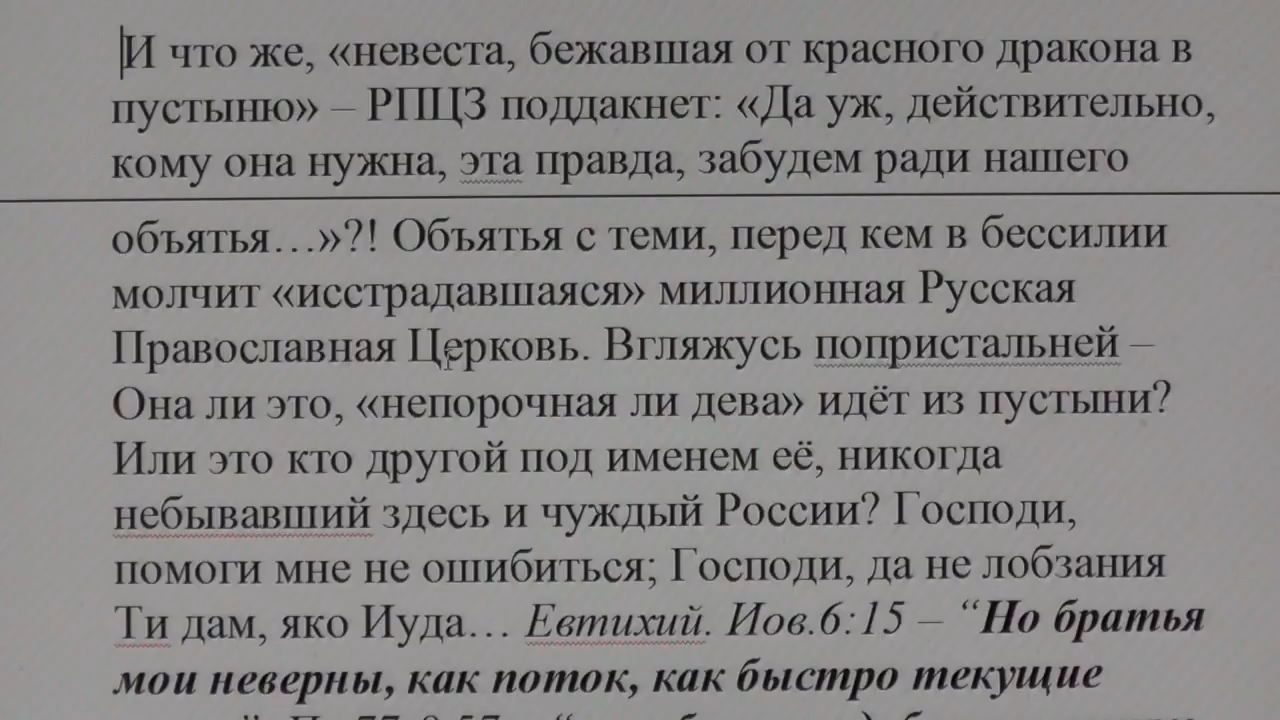 И что же, «невеста, бежавшая от красного дракона в
пустыню» – РПЦЗ поддакнет: «Да уж, действительно,
кому она нужна, эта правда, забудем ради нашего
объятья…»?! Объятья с теми, перед кем в бессилии
молчит «исстрадавшаяся» миллионная Русская
Православная Церковь. Вгляжусь попристальней –
Она ли это, «непорочная ли дева» идёт из пустыни?
Или это кто другой под именем её, никогда
небывавший здесь и чуждый России? Господи,
помоги мне не ошибиться; Господи, да не лобзания
Ти дам, яко Иуда… Евтихий. Иов.6:15 – “Но братья
мои неверны, как поток, как быстро текущие